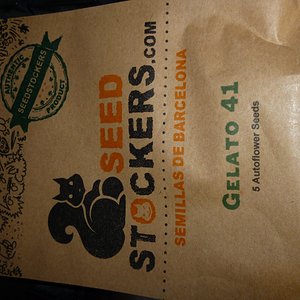 AUTHENTIC
SEEDSTOCKERS
PRODUCT
SEED
STOCKERS.COM
SEMILLAS DE BARCELONA
GELATO 41
5 Autoflower Seeds